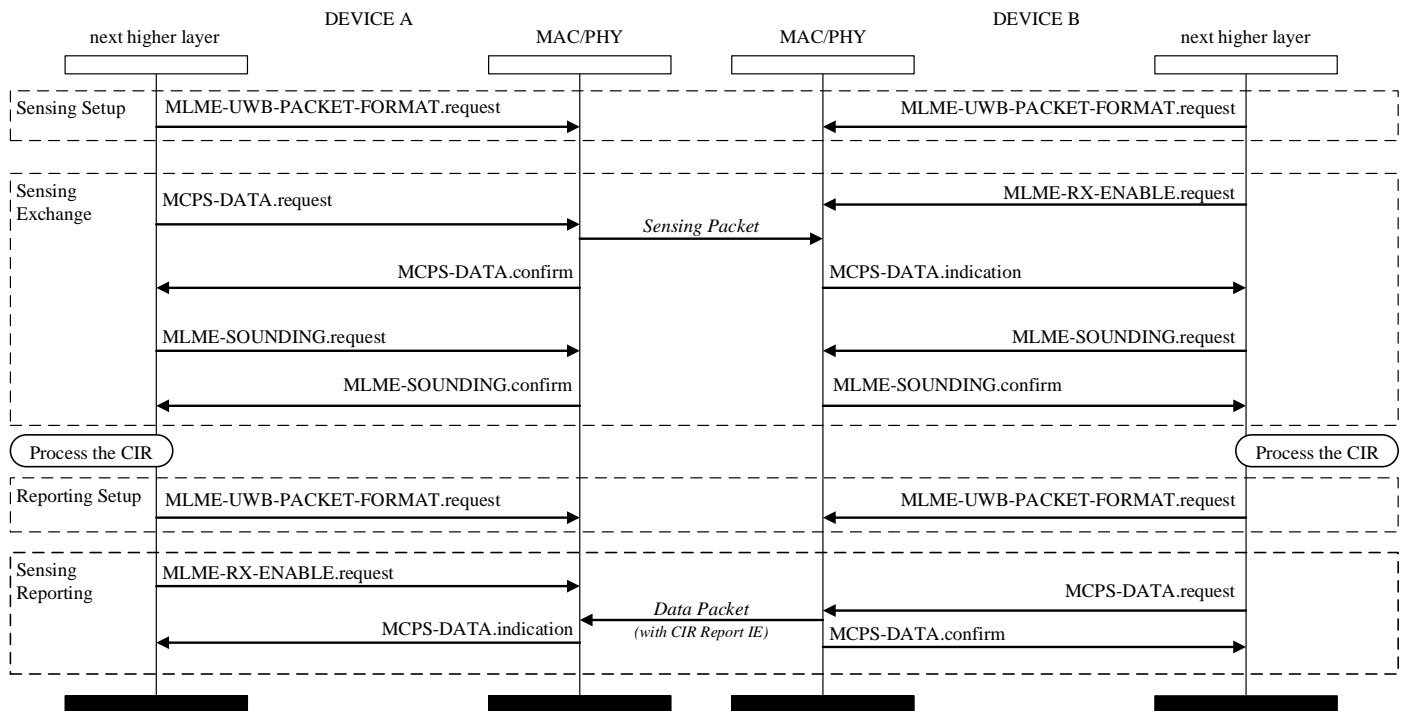 DEVICE A
DEVICE B
next higher layer
MAC/PHY
MAC/PHY
next higher layer
Sensing Setup
MLME-UWB-PACKET-FORMAT.request
MLME-UWB-PACKET-FORMAT.request
Sensing
Exchange
MCPS-DATA.request
MLME-RX-ENABLE.request
Sensing Packet
MCPS-DATA.confirm
MCPS-DATA.indication
MLME-SOUNDING.request
MLME-SOUNDING.request
MLME-SOUNDING.confirm
MLME-SOUNDING.confirm
Process the CIR
Process the CIR
Reporting Setup
MLME-UWB-PACKET-FORMAT.request
MLME-UWB-PACKET-FORMAT.request
Sensing
Reporting
MLME-RX-ENABLE.request
MCPS-DATA.request
Data Packet
(with CIR Report IE)
MCPS-DATA.indication
MCPS-DATA.confirm